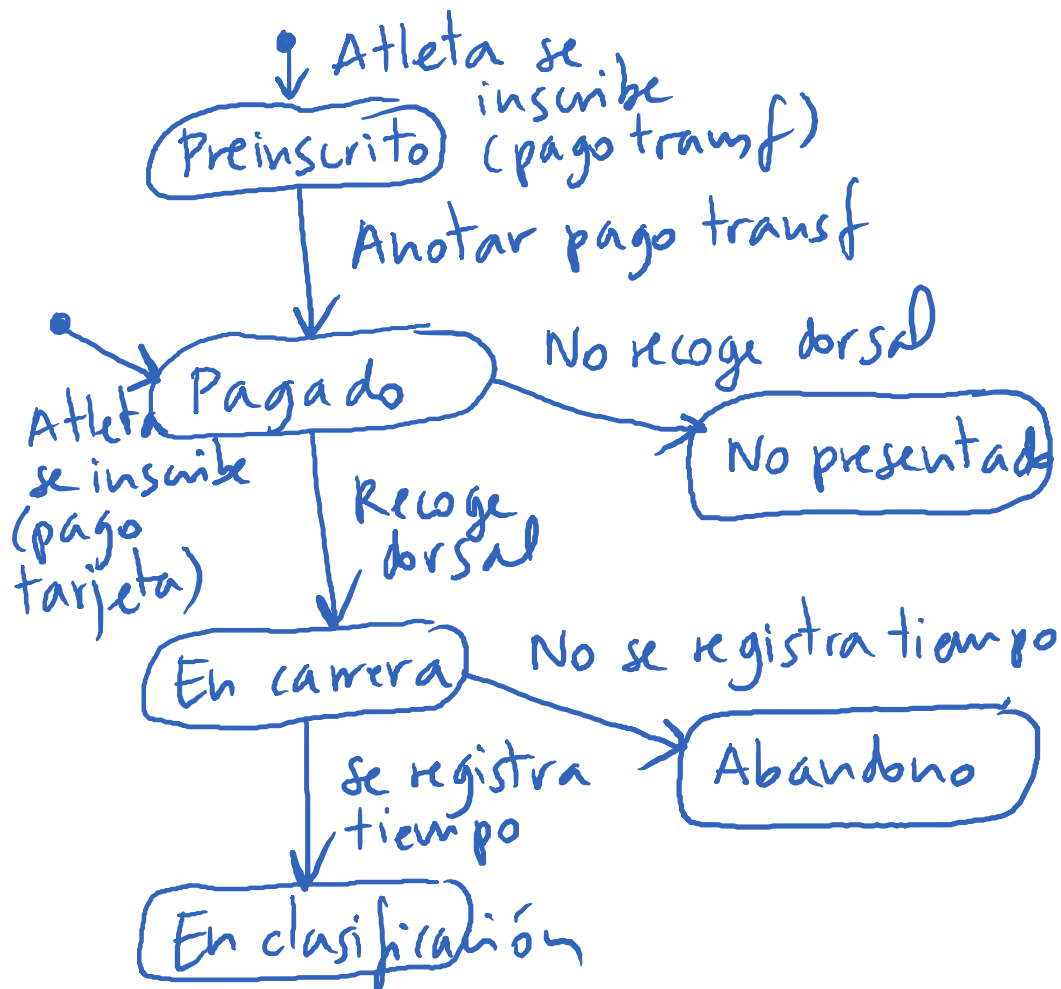 Atleta se
inscribe
(pago transf)
Preinscrito
Anotar pago transf
No recoge dorsal
Pagado
Atleta
se inscribe
(pago
tarjeta)
No presentado
Recoge
dorsal
No se registra tiempo
En carrera
Abandono
se registra
tiempo
En clasificación